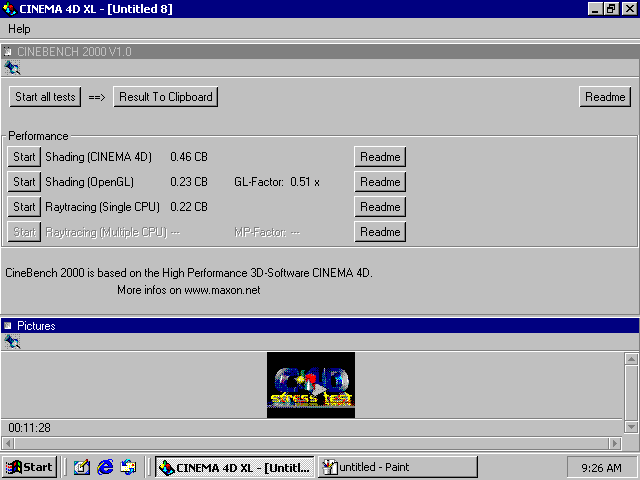 CINEMA 4D XL - [Untitled 8]
Help
CINEBENCH 2000 V1.0
Start all tests ==> Result To Clipboard Readme
Performance
Start Shading (CINEMA 4D) 0.46 CB Readme
Start Shading (OpenGL) 0.23 CB GL-Factor: 0.51 x Readme
Start Raytracing (Single CPU) 0.22 CB Readme
Start Raytracing (Multiple CPU) --- MP-Factor: --- Readme
CineBench 2000 is based on the High Performance 3D-Software CINEMA 4D.
More infos on www.maxon.net
Pictures
C4D
stress test
00:11:28
Start CINEMA 4D XL - [Untitl... untitled - Paint 9:26 AM